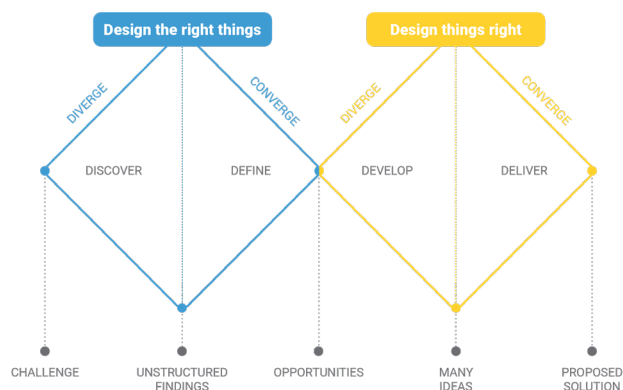 Design the right things
Design things right
DIVERGE
CONVERGE
DIVERGE
CONVERGE
DISCOVER
DEFINE
DEVELOP
DELIVER
CHALLENGE
UNSTRUCTURED
FINDINGS
OPPORTUNITIES
MANY
IDEAS
PROPOSED
SOLUTION